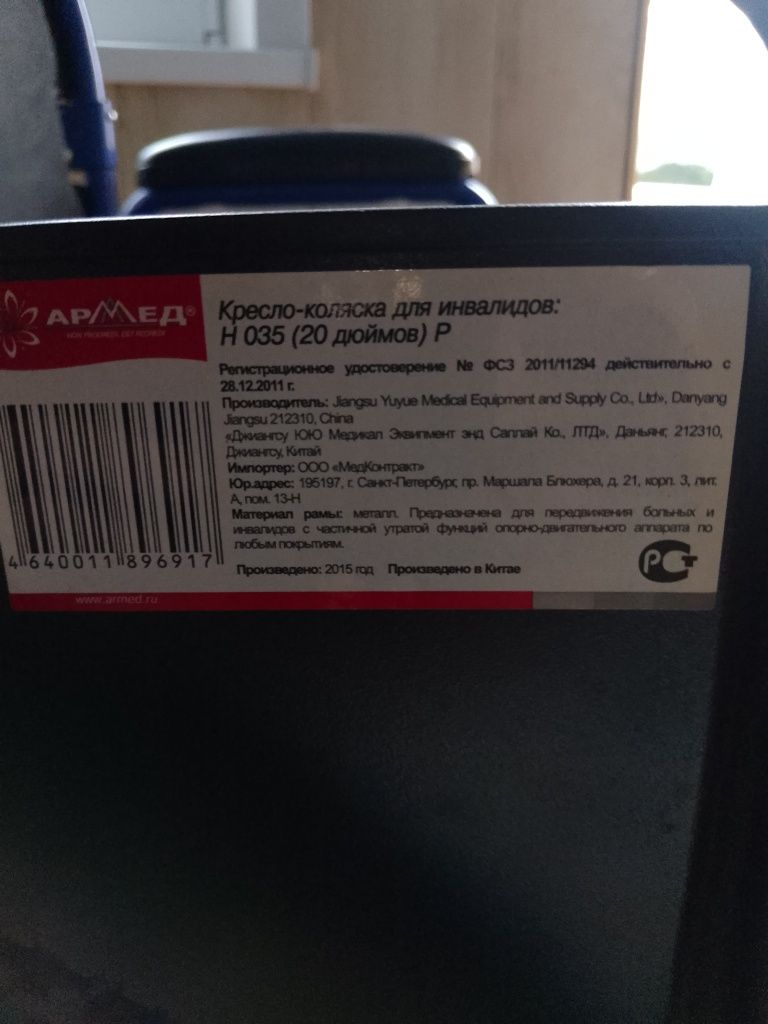 АРМЕД®
Кресло-коляска для инвалидов:
Н 035 (20 дюймов) Р
Регистрационное удостоверение № ФСЗ 2011/11294 действительно с
28.12.2011 г.
Производитель: Jiangsu Yuyue Medical Equipment and Supply Co., Ltd», Danyang
Jiangsu 212310, China
«Джиангсу ЮЮ Медикал Эквипмент энд Саплай Ко., ЛТД», Даньянг, 212310,
Джиангсу, Китай
Импортер: ООО «МедКонтракт»
Юр.адрес: 195197, г. Санкт-Петербург, пр. Маршала Блюхера, д. 21, корп. 3, лит.
А, пом. 13-Н
Материал рамы: металл. Предназначена для передвижения больных и
инвалидов с частичной утратой функций опорно-двигательного аппарата по
любым покрытиям.
Произведено: 2015 год Произведено в Китае
4 640011 896917
РСТ
www.armed.ru